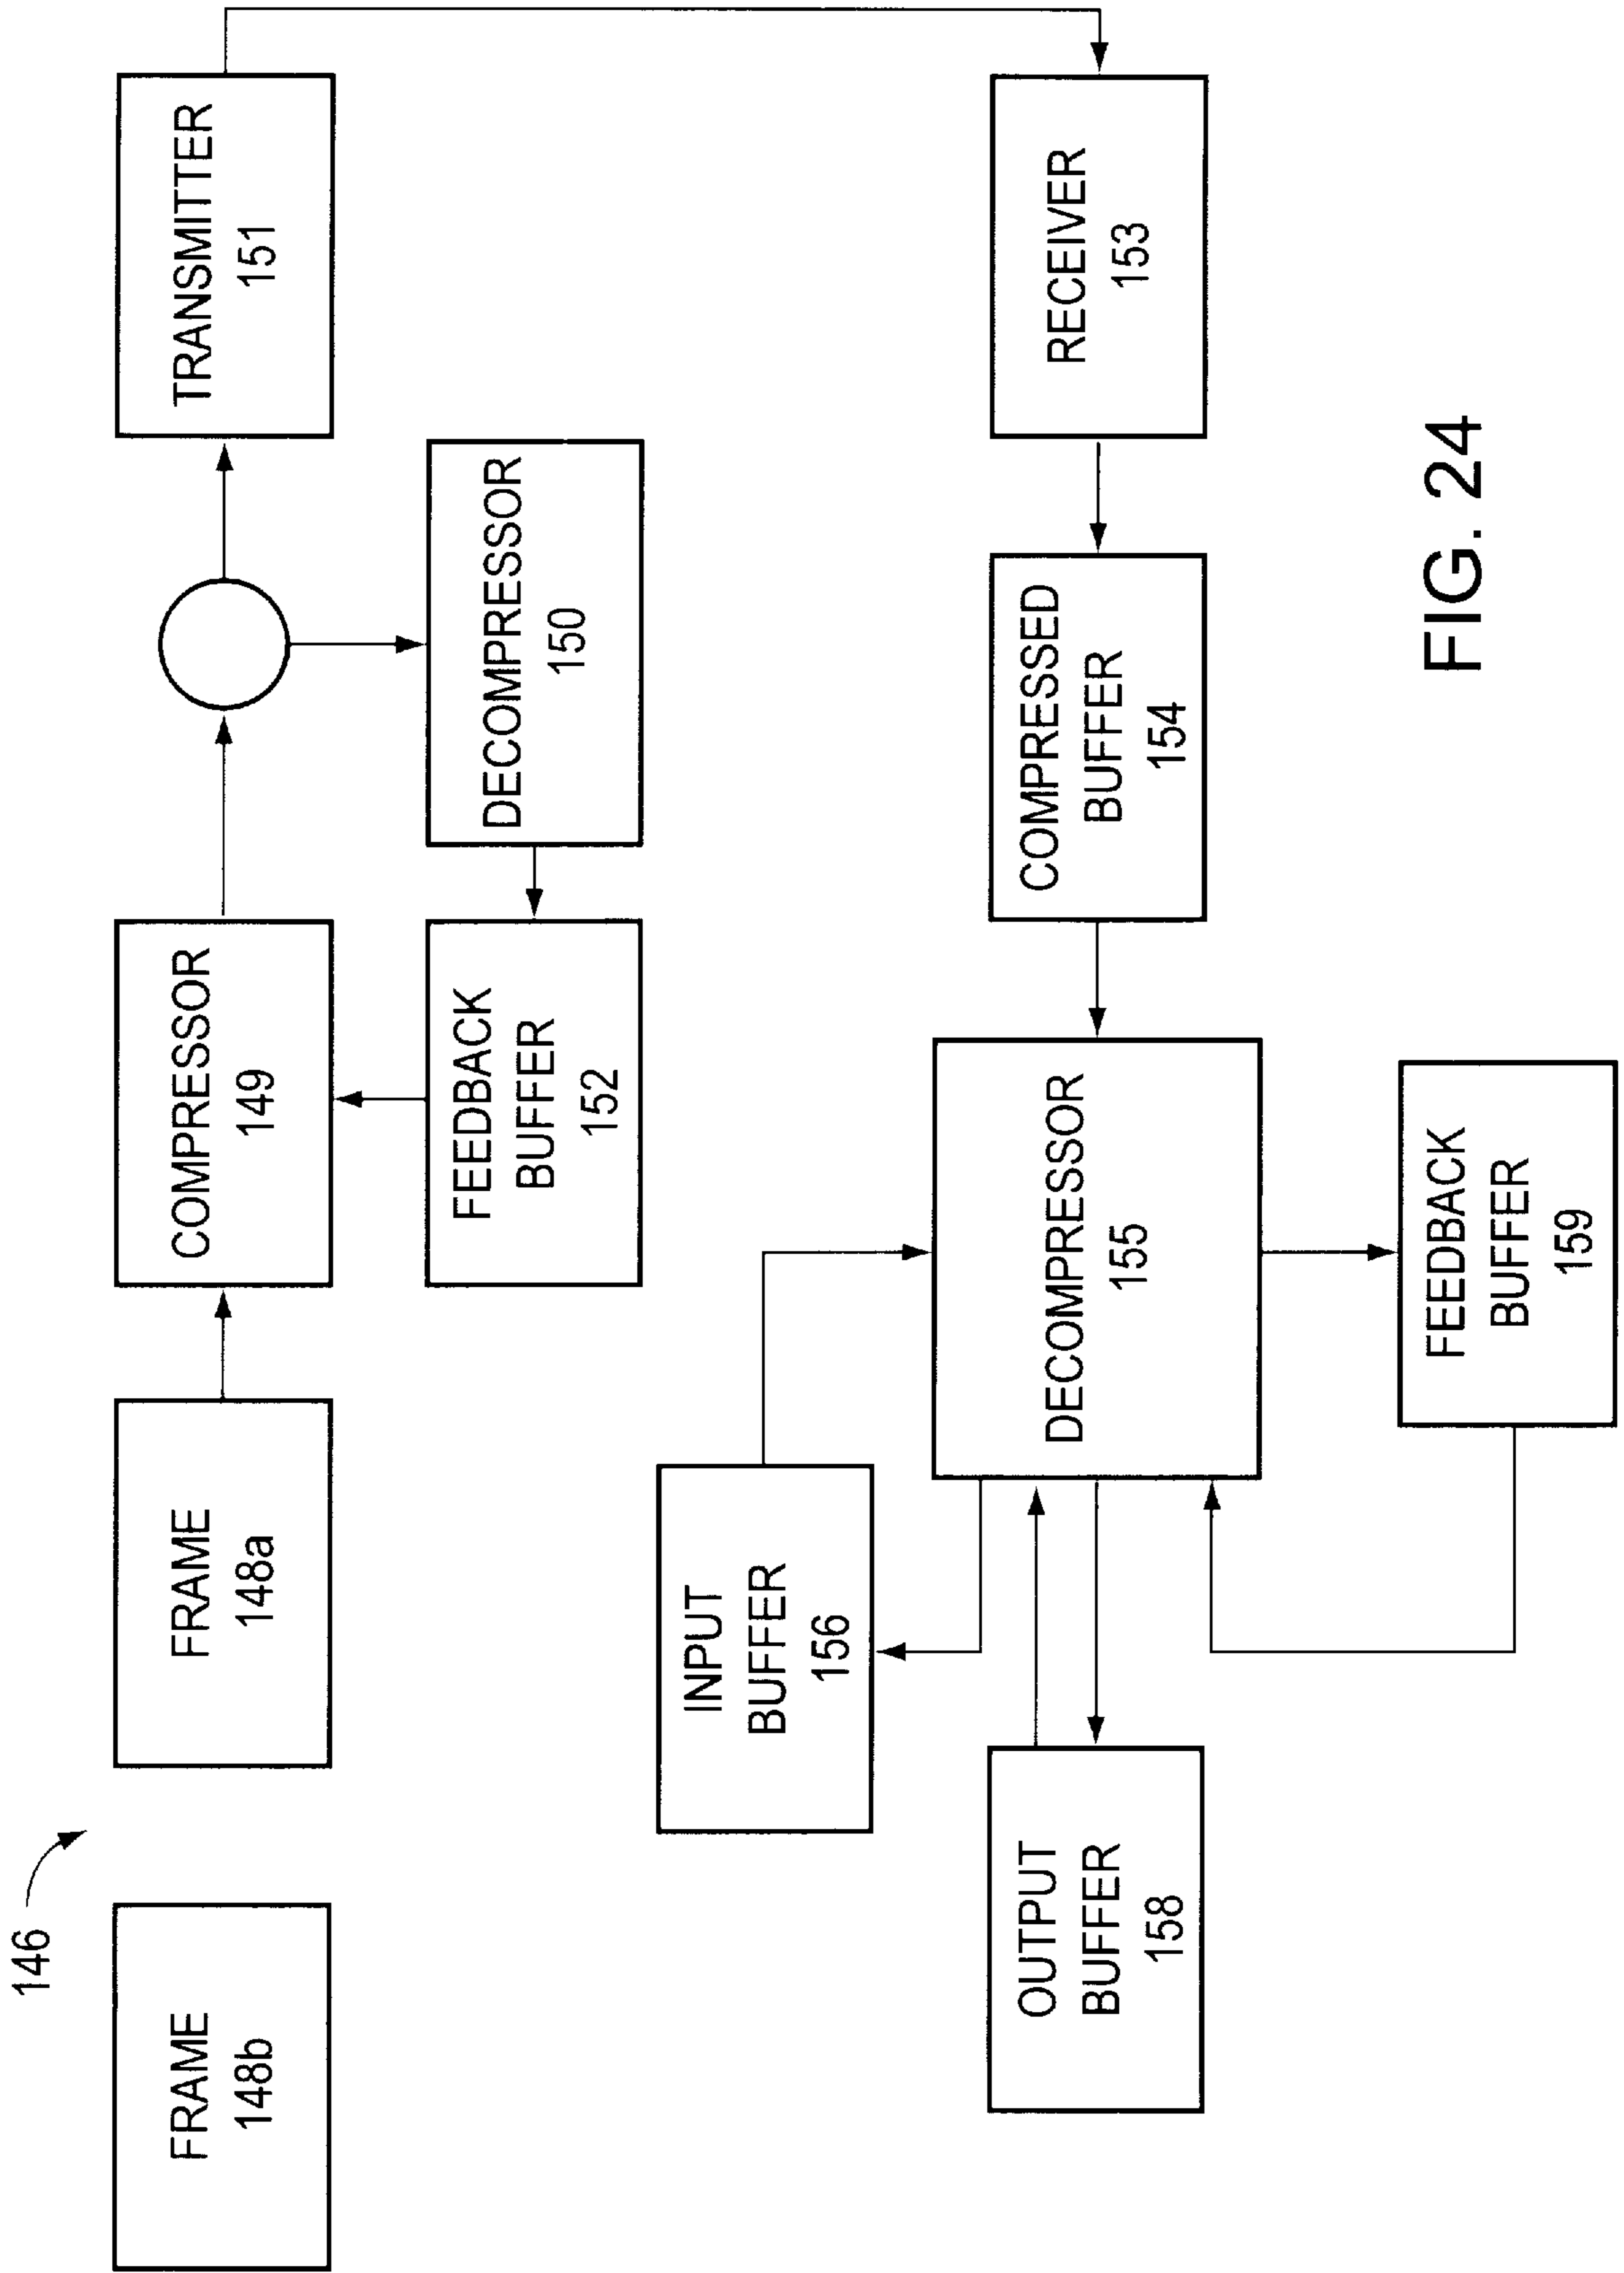 146
FRAME
148b
FRAME
148a
COMPRESSOR
149
TRANSMITTER
151
FEEDBACK
BUFFER
152
DECOMPRESSOR
150
INPUT
BUFFER
156
OUTPUT
BUFFER
158
DECOMPRESSOR
155
COMPRESSED
BUFFER
154
RECEIVER
153
FEEDBACK
BUFFER
159
FIG. 24